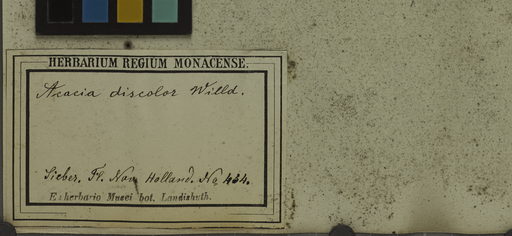 HERBARIUM REGIUM MONACENSE.
Acacia discolor Willd.
Sieber. Fl. Nov. Holland. No 434.
E herbario Musei bot. Landishuth.